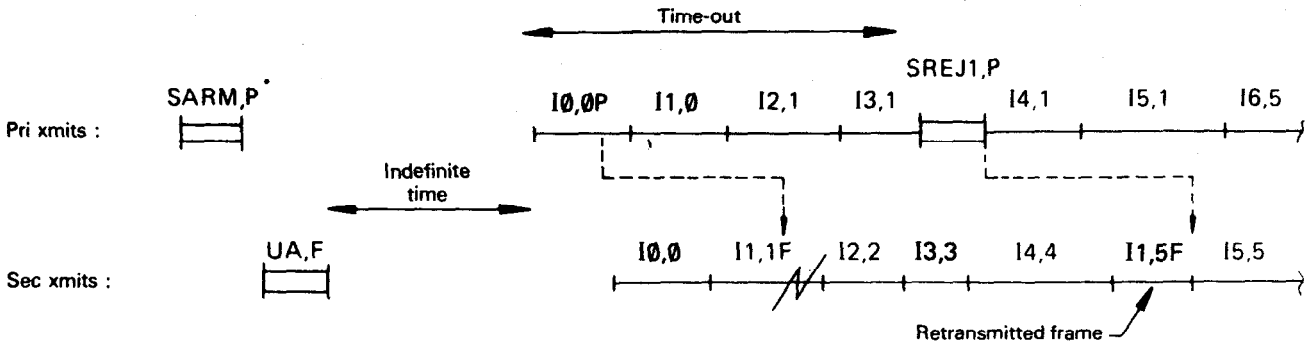 Time-out
SREJ1,P
SARM,P
I0,0P I1,0 I2,1 I3,1 I4,1 I5,1 I6,5
Pri xmits :
Indefinite
time
UA,F
I0,0 I1,1F I2,2 I3,3 I4,4 I1,5F I5,5
Sec xmits :
Retransmitted frame